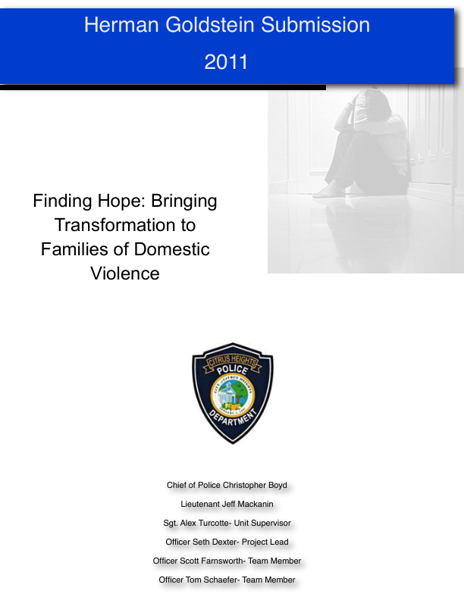 Herman Goldstein Submission
2011
Finding Hope: Bringing
Transformation to
Families of Domestic
Violence
CITRUS HEIGHTS
POLICE
DEPARTMENT
Chief of Police Christopher Boyd
Lieutenant Jeff Mackanin
Sgt. Alex Turcotte- Unit Supervisor
Officer Seth Dexter- Project Lead
Officer Scott Farnsworth- Team Member
Officer Tom Schaefer- Team Member